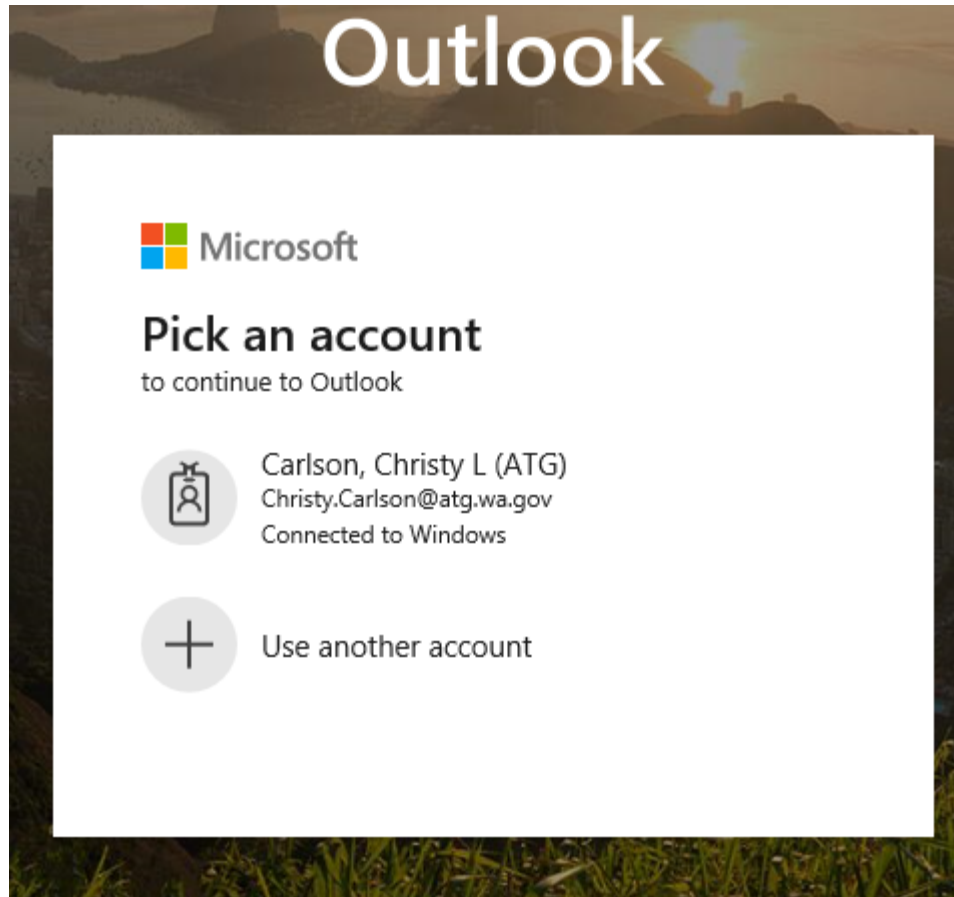 Outlook
Microsoft
Pick an account
to continue to Outlook
Carlson, Christy L (ATG)
Christy.Carlson@atg.wa.gov
Connected to Windows
Use another account